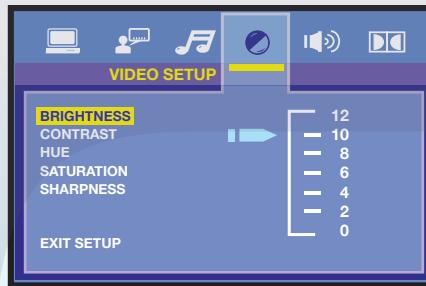 VIDEO SETUP
BRIGHTNESS
CONTRAST
HUE
SATURATION
SHARPNESS
EXIT SETUP
12
10
8
6
4
2
0